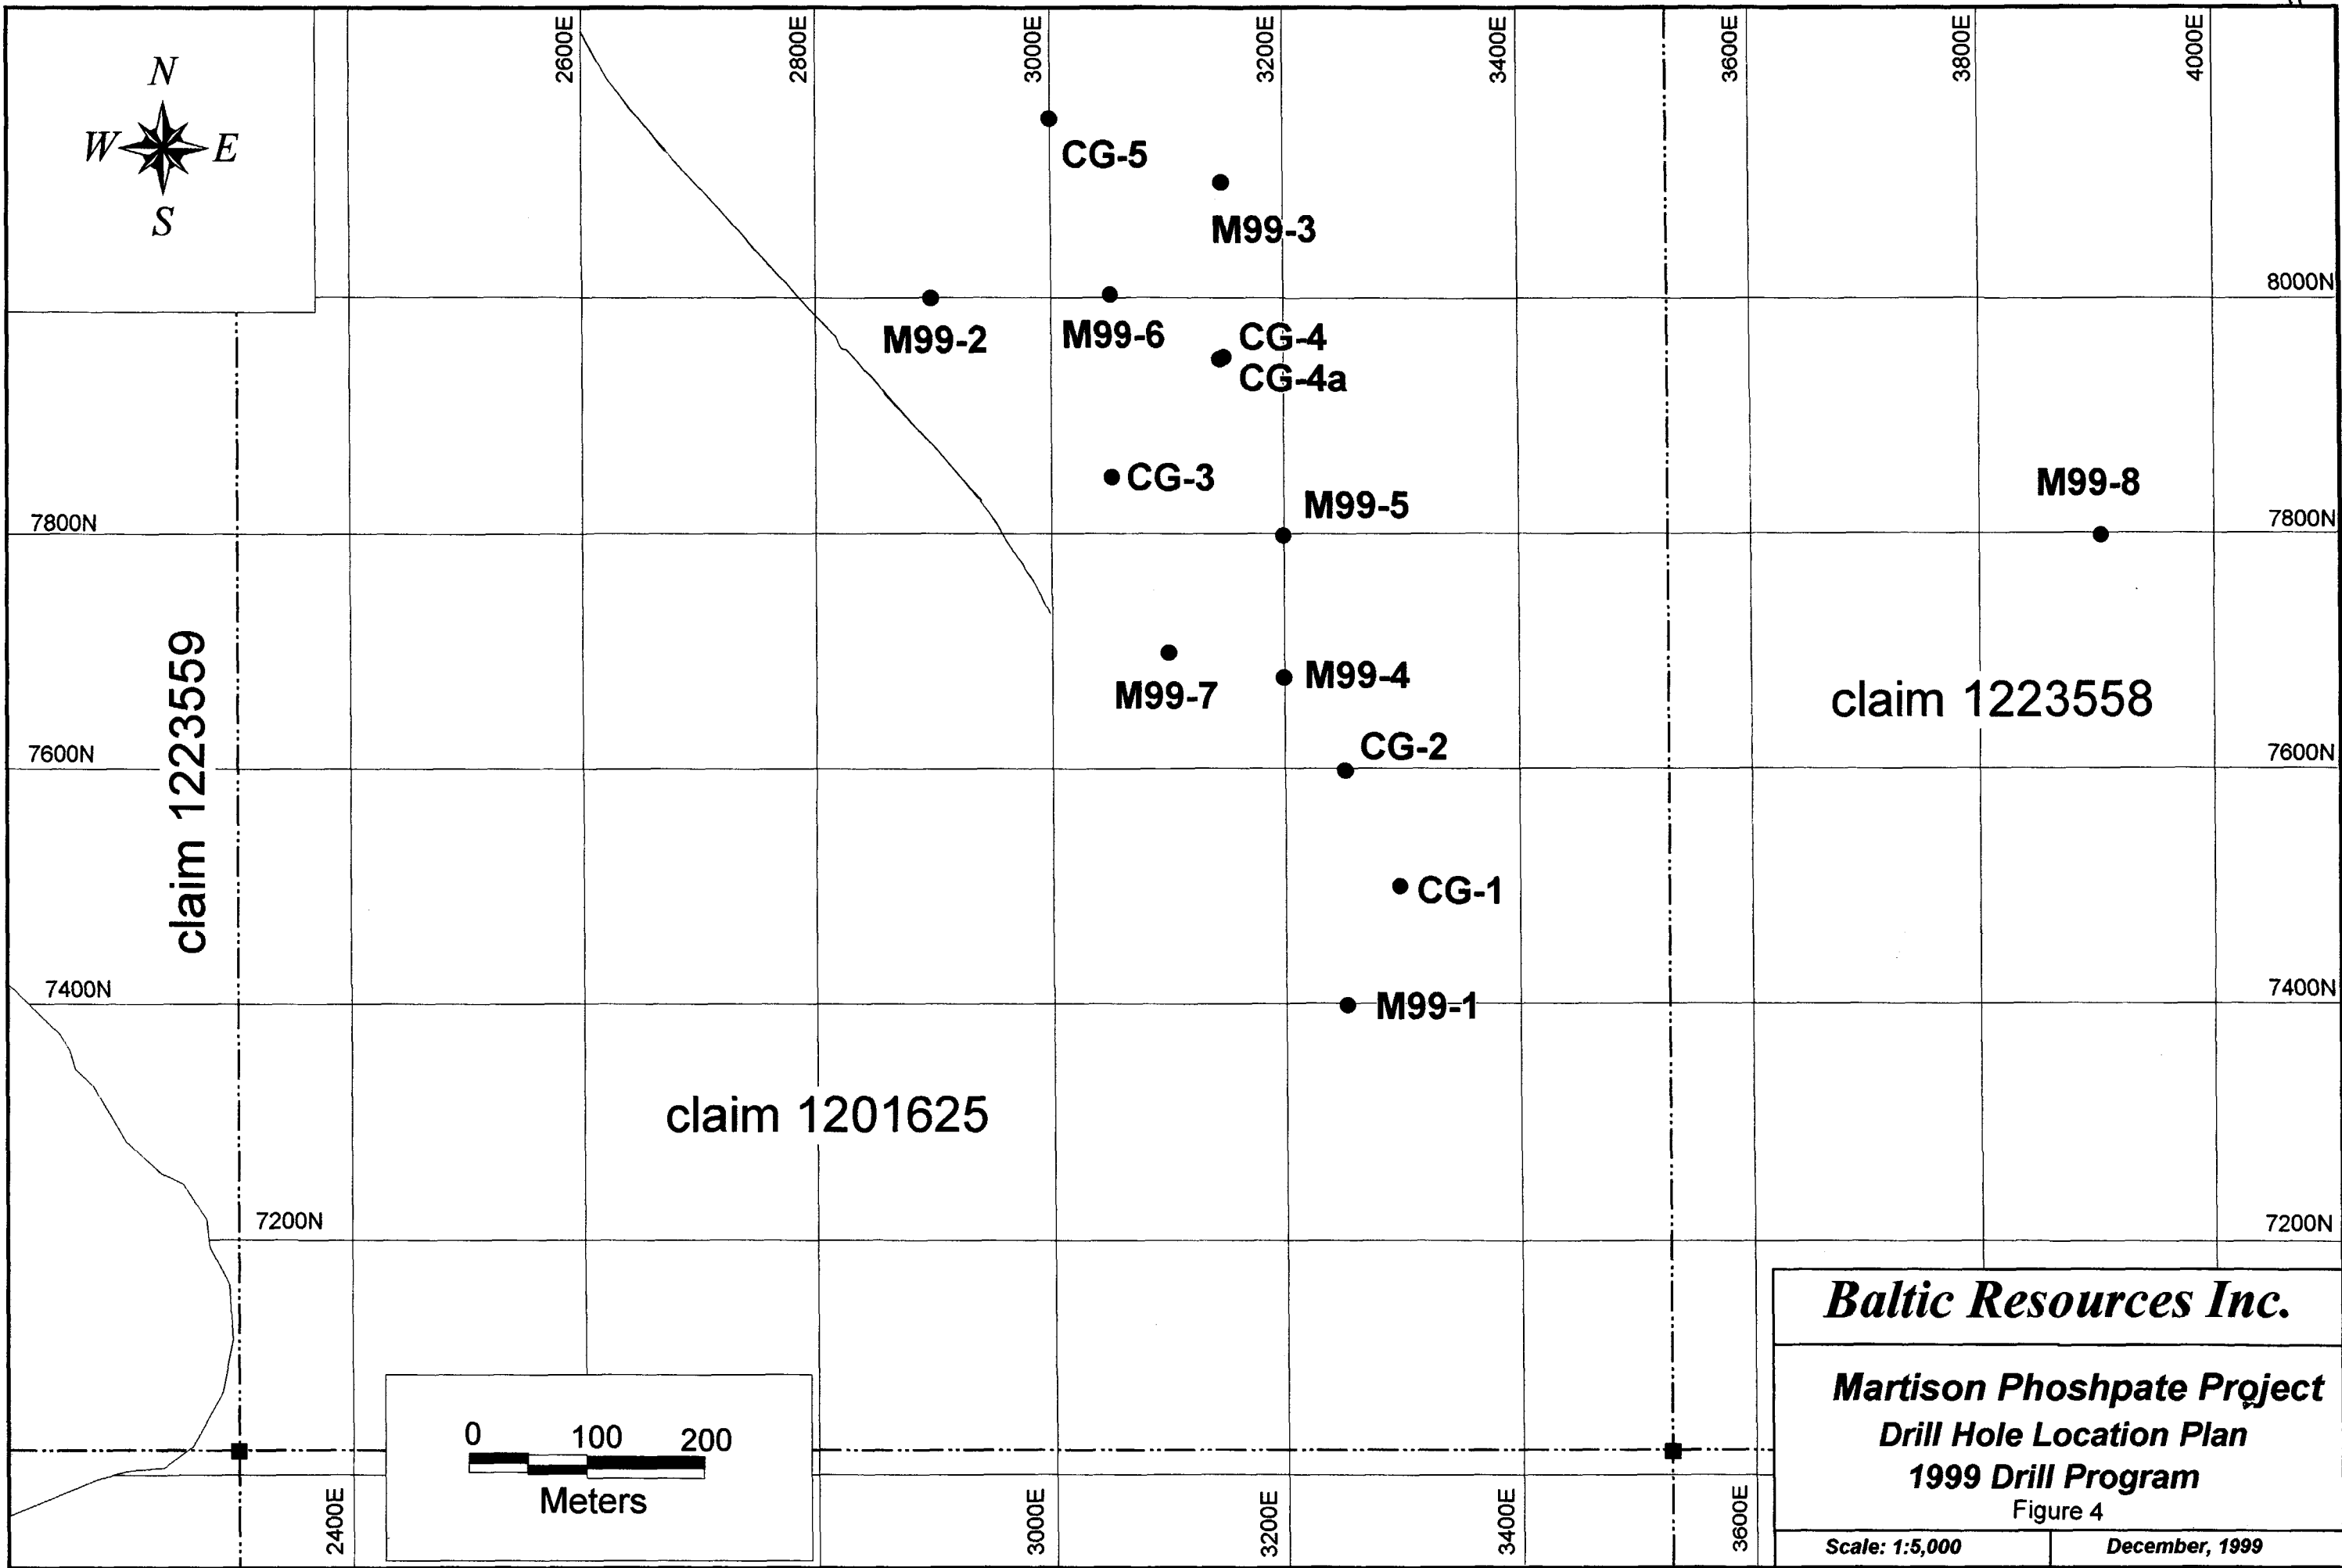 2600E
2800E
3000E
3200E
3400E
3600E
3800E
4000E
N
W E
S
CG-5
M99-3
8000N
M99-2
M99-6
CG-4
CG-4a
CG-3
M99-5
M99-8
7800N
7800N
claim 1223559
M99-7
M99-4
claim 1223558
CG-2
7600N
7600N
CG-1
7400N
7400N
M99-1
claim 1201625
7200N
7200N
Baltic Resources Inc.
Martison Phoshpate Project
Drill Hole Location Plan
1999 Drill Program
Figure 4
Scale: 1:5,000
December, 1999
0 100 200
Meters
2400E
3000E
3200E
3400E
3600E